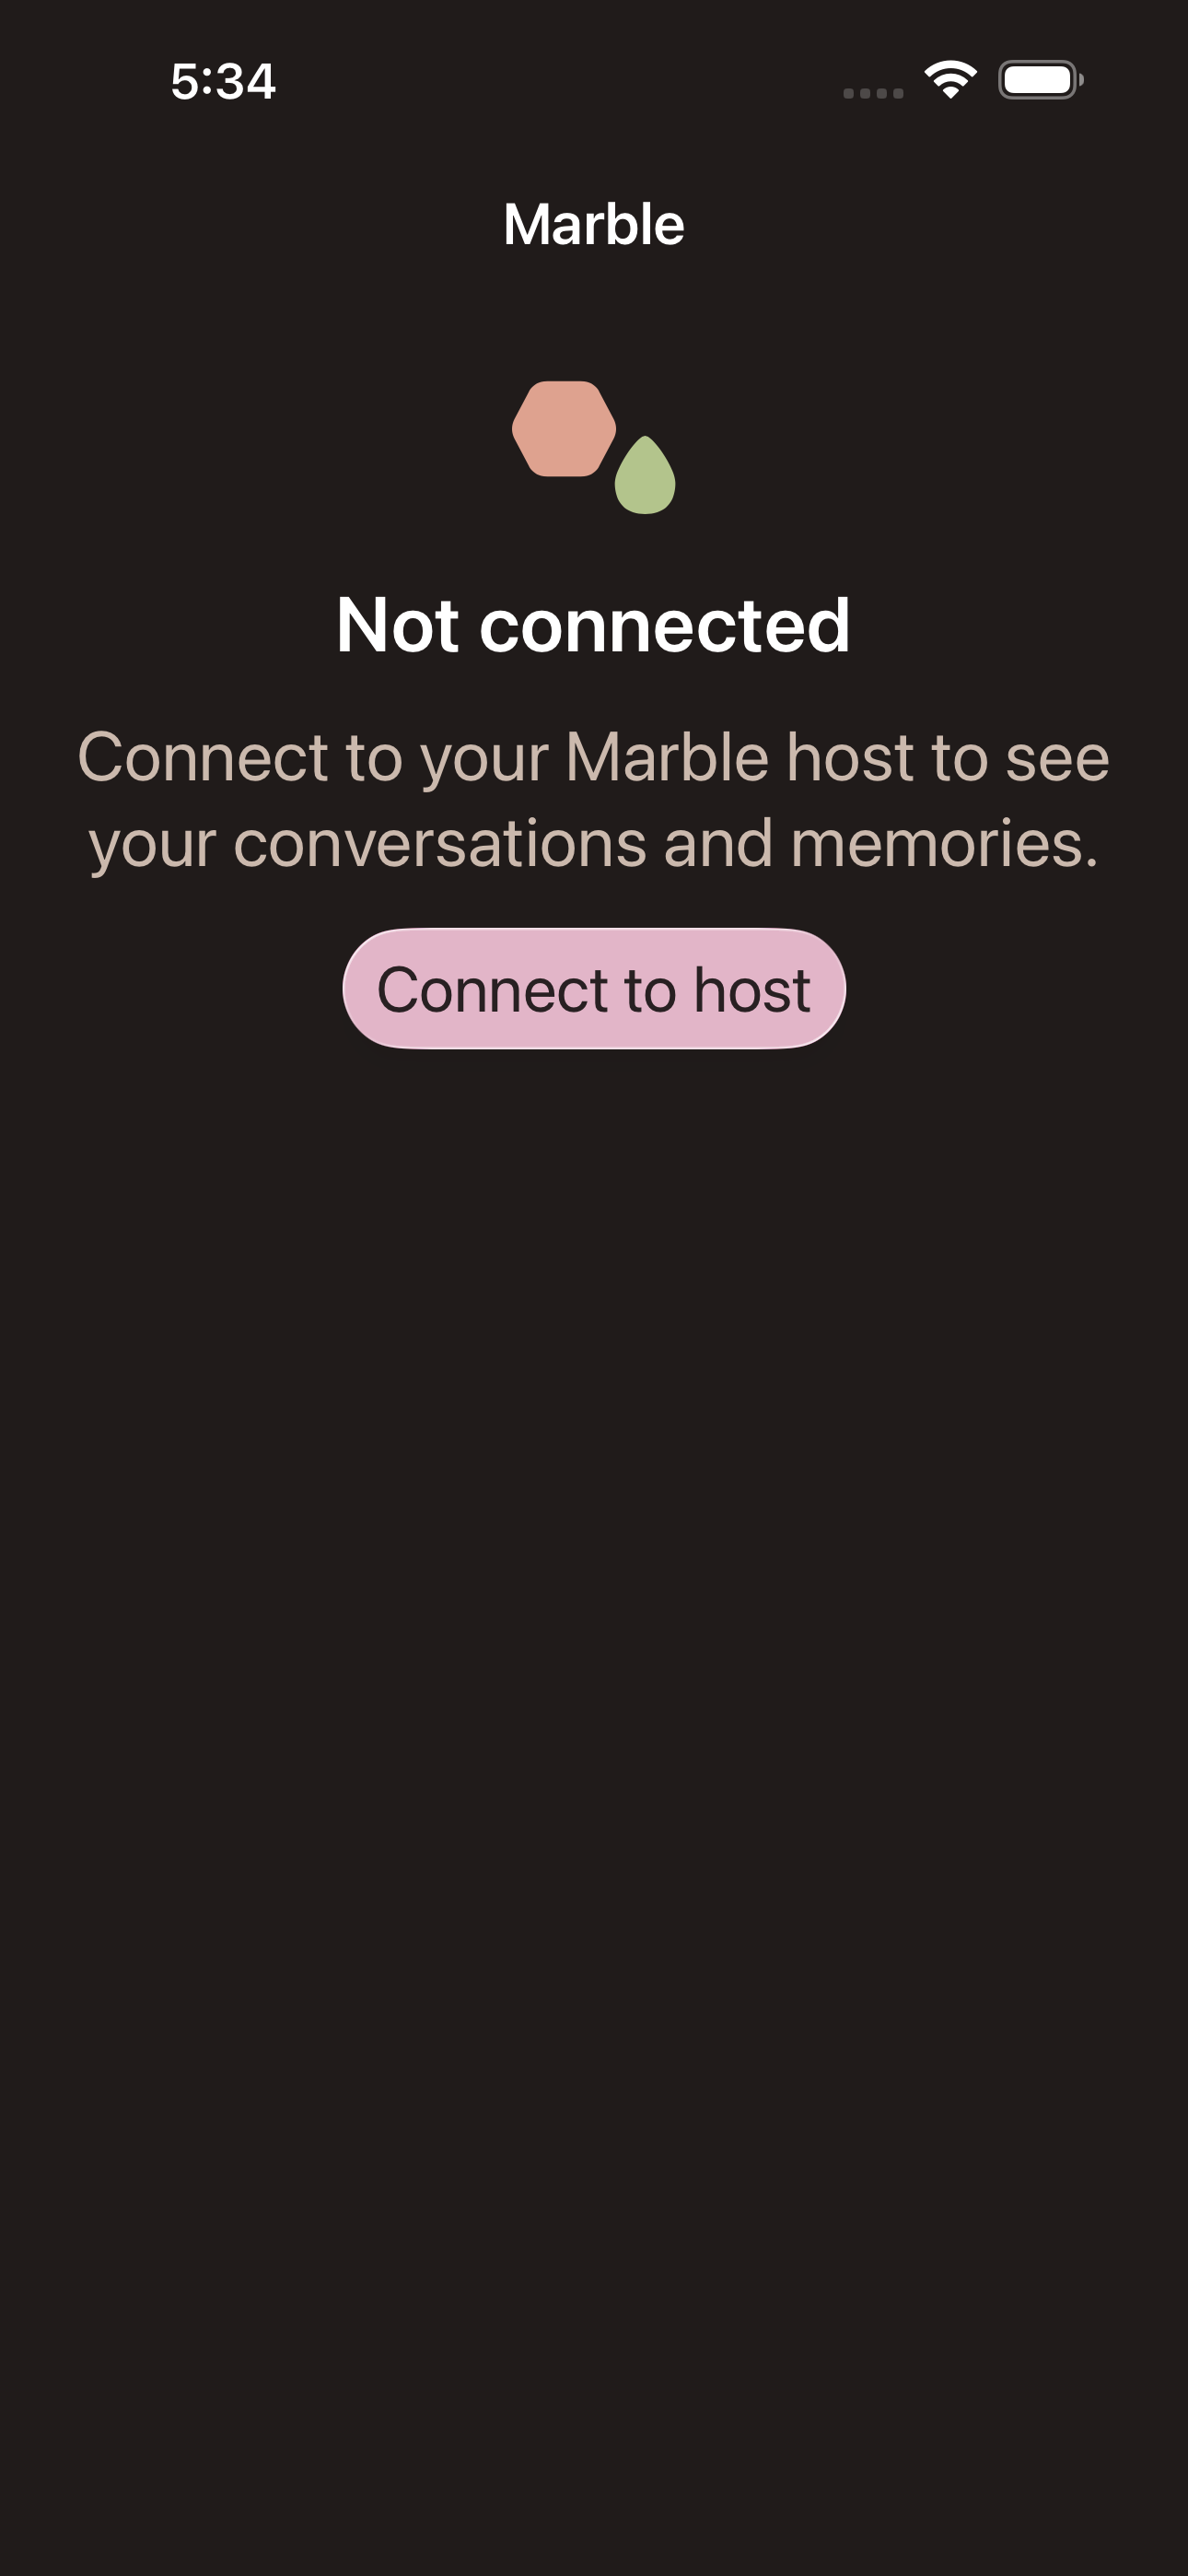 5:34
Marble
Not connected
Connect to your Marble host to see
your conversations and memories.
Connect to host